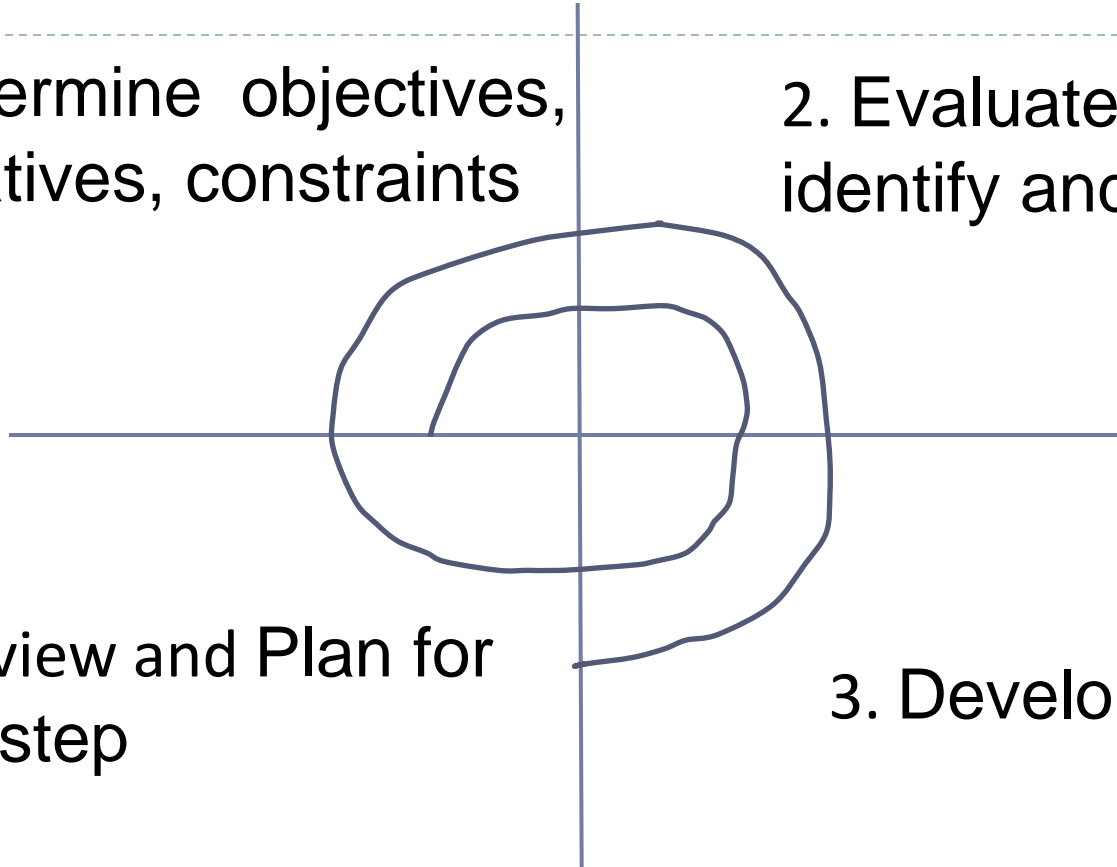 ermine objectives,
tives, constraints
2. Evaluate
identify and
view and Plan for
step
3. Develo